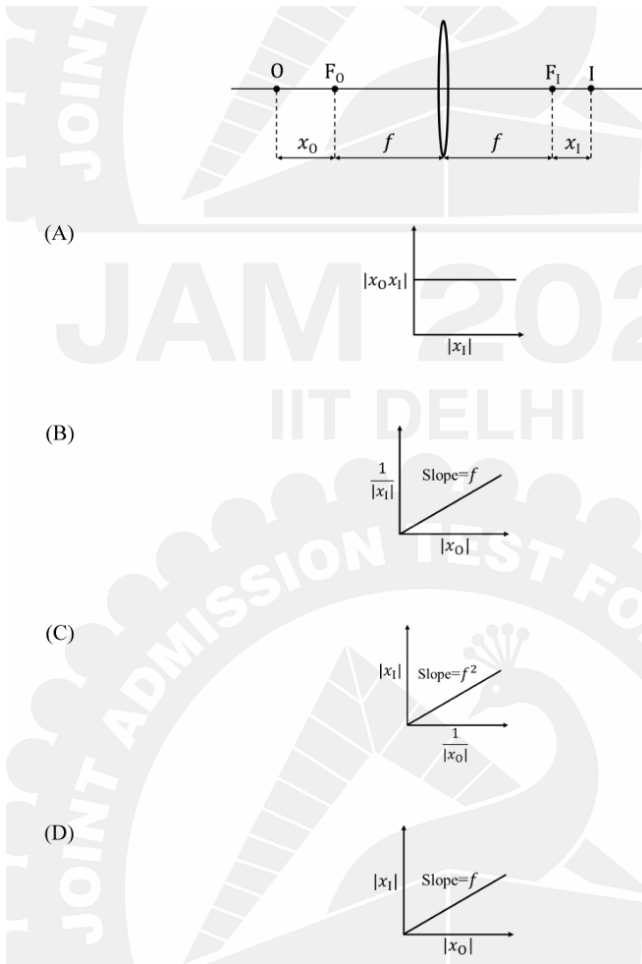 O F_O F_I I
x_O f f x_I
(A)
|x_O x_I|
|x_I|
JAM 202
IIT DELHI
(B)
1/|x_I|
Slope=f
|x_O|
(C)
|x_I|
Slope=f²
1/|x_O|
(D)
|x_I|
Slope=f
|x_O|
JOINT
JOINT ADMISSION TEST FO